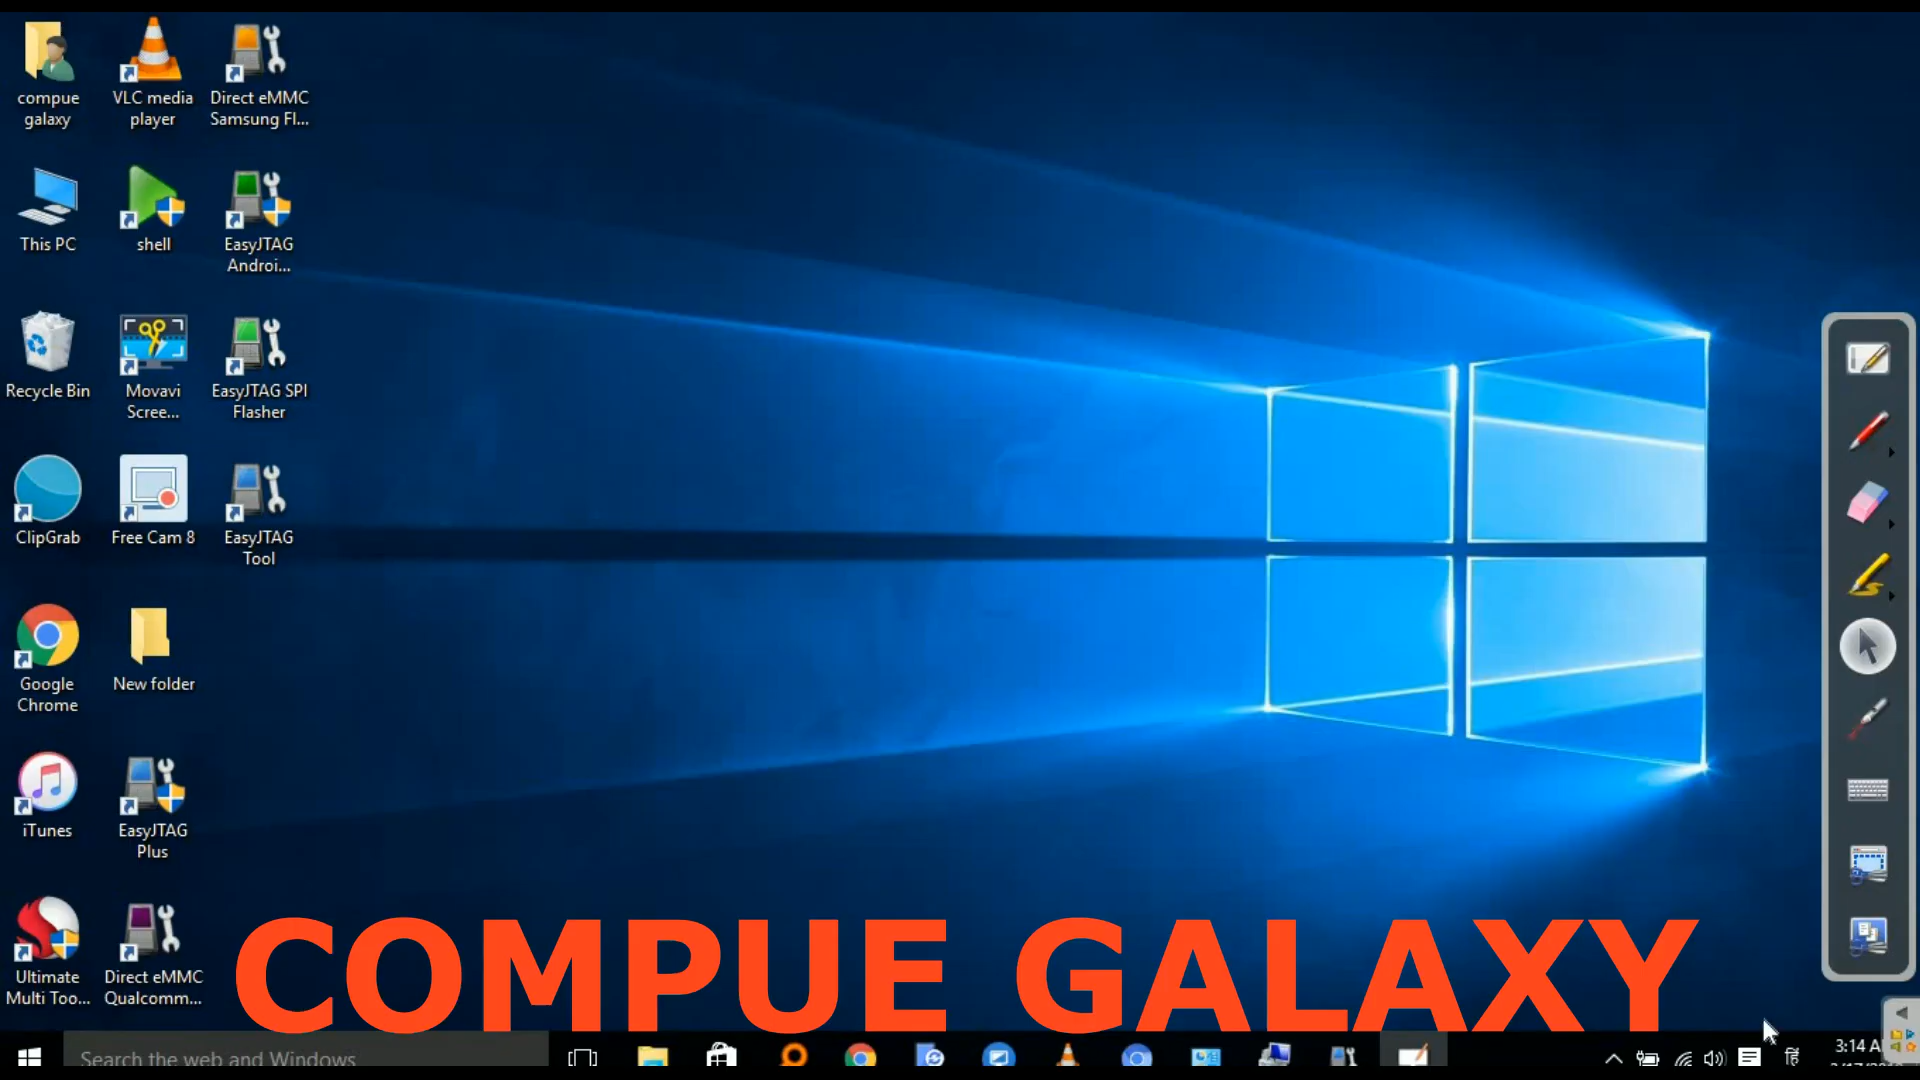 compue
galaxy
VLC media
player
Direct eMMC
Samsung Fl...
This PC
shell
EasyJTAG
Androi...
Recycle Bin
Movavi
Scree...
EasyJTAG SPI
Flasher
ClipGrab
Free Cam 8
EasyJTAG
Tool
Google
Chrome
New folder
iTunes
EasyJTAG
Plus
Ultimate
Multi Too...
Direct eMMC
Qualcomm...
COMPUE GALAXY
Search the web and Windows
हिं
3:14 A